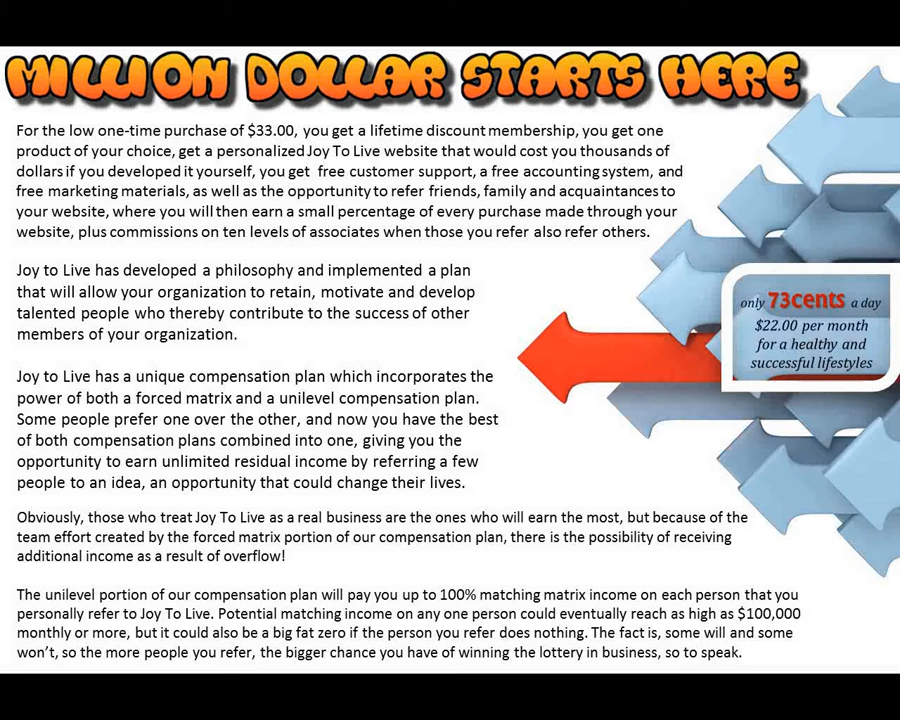 MILLION DOLLAR STARTS HERE
For the low one-time purchase of $33.00, you get a lifetime discount membership, you get one
product of your choice, get a personalized Joy To Live website that would cost you thousands of
dollars if you developed it yourself, you get free customer support, a free accounting system, and
free marketing materials, as well as the opportunity to refer friends, family and acquaintances to
your website, where you will then earn a small percentage of every purchase made through your
website, plus commissions on ten levels of associates when those you refer also refer others.
Joy to Live has developed a philosophy and implemented a plan
that will allow your organization to retain, motivate and develop
talented people who thereby contribute to the success of other
members of your organization.
only 73cents a day
$22.00 per month
for a healthy and
successful lifestyles
Joy to Live has a unique compensation plan which incorporates the
power of both a forced matrix and a unilevel compensation plan.
Some people prefer one over the other, and now you have the best
of both compensation plans combined into one, giving you the
opportunity to earn unlimited residual income by referring a few
people to an idea, an opportunity that could change their lives.
Obviously, those who treat Joy To Live as a real business are the ones who will earn the most, but because of the
team effort created by the forced matrix portion of our compensation plan, there is the possibility of receiving
additional income as a result of overflow!
The unilevel portion of our compensation plan will pay you up to 100% matching matrix income on each person that you
personally refer to Joy To Live. Potential matching income on any one person could eventually reach as high as $100,000
monthly or more, but it could also be a big fat zero if the person you refer does nothing. The fact is, some will and some
won't, so the more people you refer, the bigger chance you have of winning the lottery in business, so to speak.